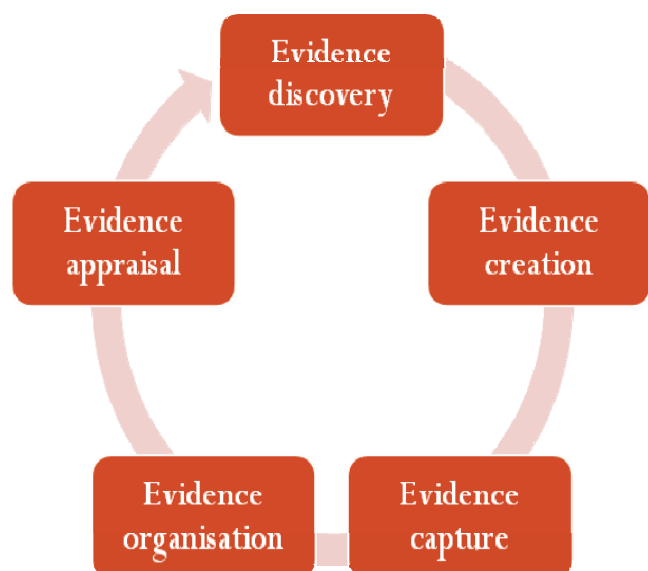 Evidence
discovery
Evidence
creation
Evidence
capture
Evidence
organisation
Evidence
appraisal